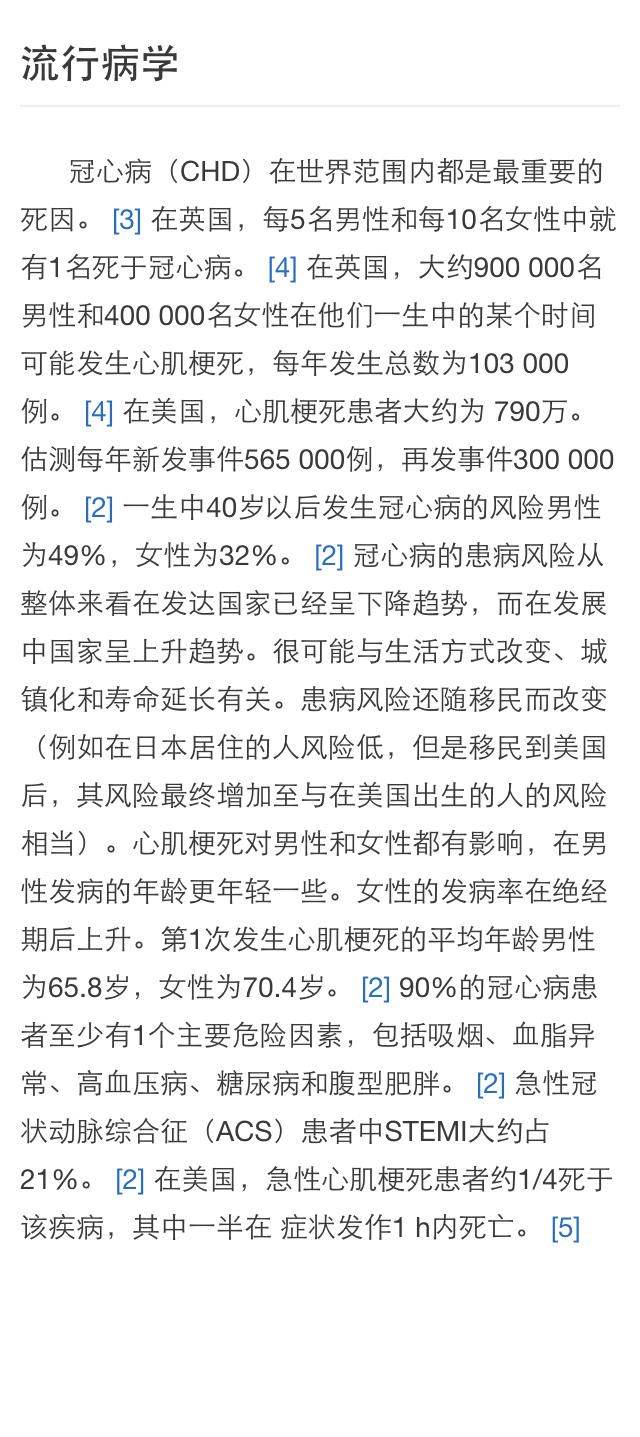 流行病学
冠心病（CHD）在世界范围内都是最重要的
死因。 [3] 在英国，每5名男性和每10名女性中就
有1名死于冠心病。 [4] 在英国，大约900 000名
男性和400 000名女性在他们一生中的某个时间
可能发生心肌梗死，每年发生总数为103 000
例。 [4] 在美国，心肌梗死患者大约为 790万。
估测每年新发事件565 000例，再发事件300 000
例。 [2] 一生中40岁以后发生冠心病的风险男性
为49%，女性为32%。 [2] 冠心病的患病风险从
整体来看在发达国家已经呈下降趋势，而在发展
中国家呈上升趋势。很可能与生活方式改变、城
镇化和寿命延长有关。患病风险还随移民而改变
（例如在日本居住的人风险低，但是移民到美国
后，其风险最终增加至与在美国出生的人的风险
相当）。心肌梗死对男性和女性都有影响，在男
性发病的年龄更年轻一些。女性的发病率在绝经
期后上升。第1次发生心肌梗死的平均年龄男性
为65.8岁，女性为70.4岁。 [2] 90%的冠心病患
者至少有1个主要危险因素，包括吸烟、血脂异
常、高血压病、糖尿病和腹型肥胖。 [2] 急性冠
状动脉综合征（ACS）患者中STEMI大约占
21%。 [2] 在美国，急性心肌梗死患者约1/4死于
该疾病，其中一半在 症状发作1 h内死亡。 [5]